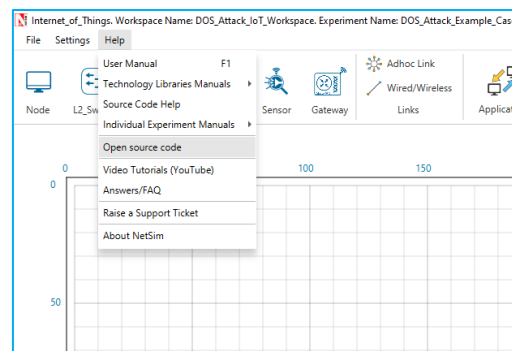 Internet_of_Things. Workspace Name: DOS_Attack_IoT_Workspace. Experiment Name: DOS_Attack_Example_Cas
File Settings Help
User Manual F1
Technology Libraries Manuals
Source Code Help
Individual Experiment Manuals
Open source code
Video Tutorials (YouTube)
Answers/FAQ
Raise a Support Ticket
About NetSim
Adhoc Link
Wired/Wireless
Node L2_Sw Sensor Gateway Links Applicat
0 100 150
0
50